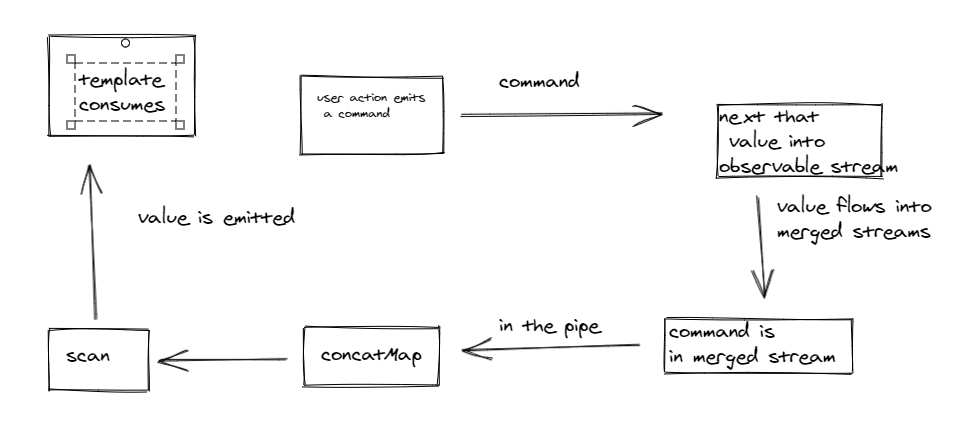 template
consumes
user action emits
a command
command
next that
value into
observable stream
value flows into
merged streams
value is emitted
in the pipe
command is
in merged stream
concatMap
scan